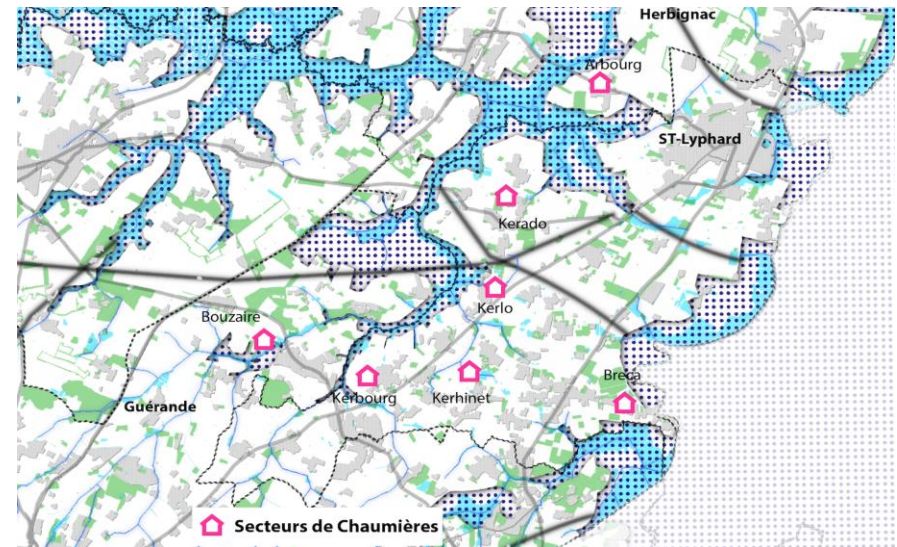 Herbignac
Arbourg
ST-Lyphard
Kerado
Kerlo
Bouzaire
Breca
Kerbourg
Kerhinet
Guérande
Secteurs de Chaumières